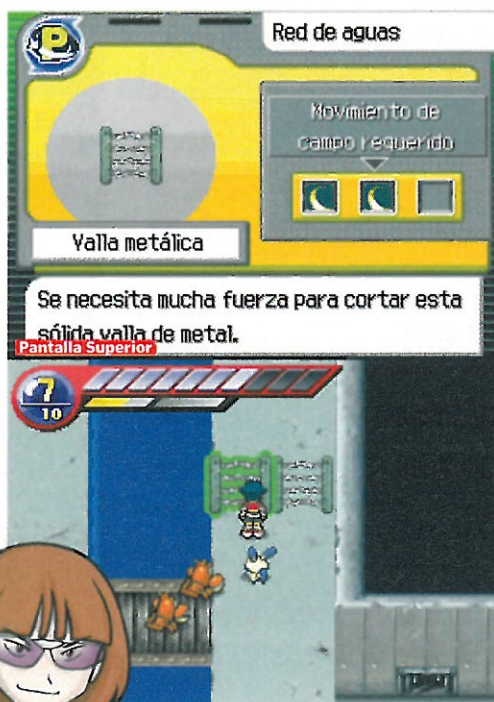 P
Red de aguas
Movimiento de
campo requerido
Valla metálica
Se necesita mucha fuerza para cortar esta
sólida valla de metal.
Pantalla Superior
7
10